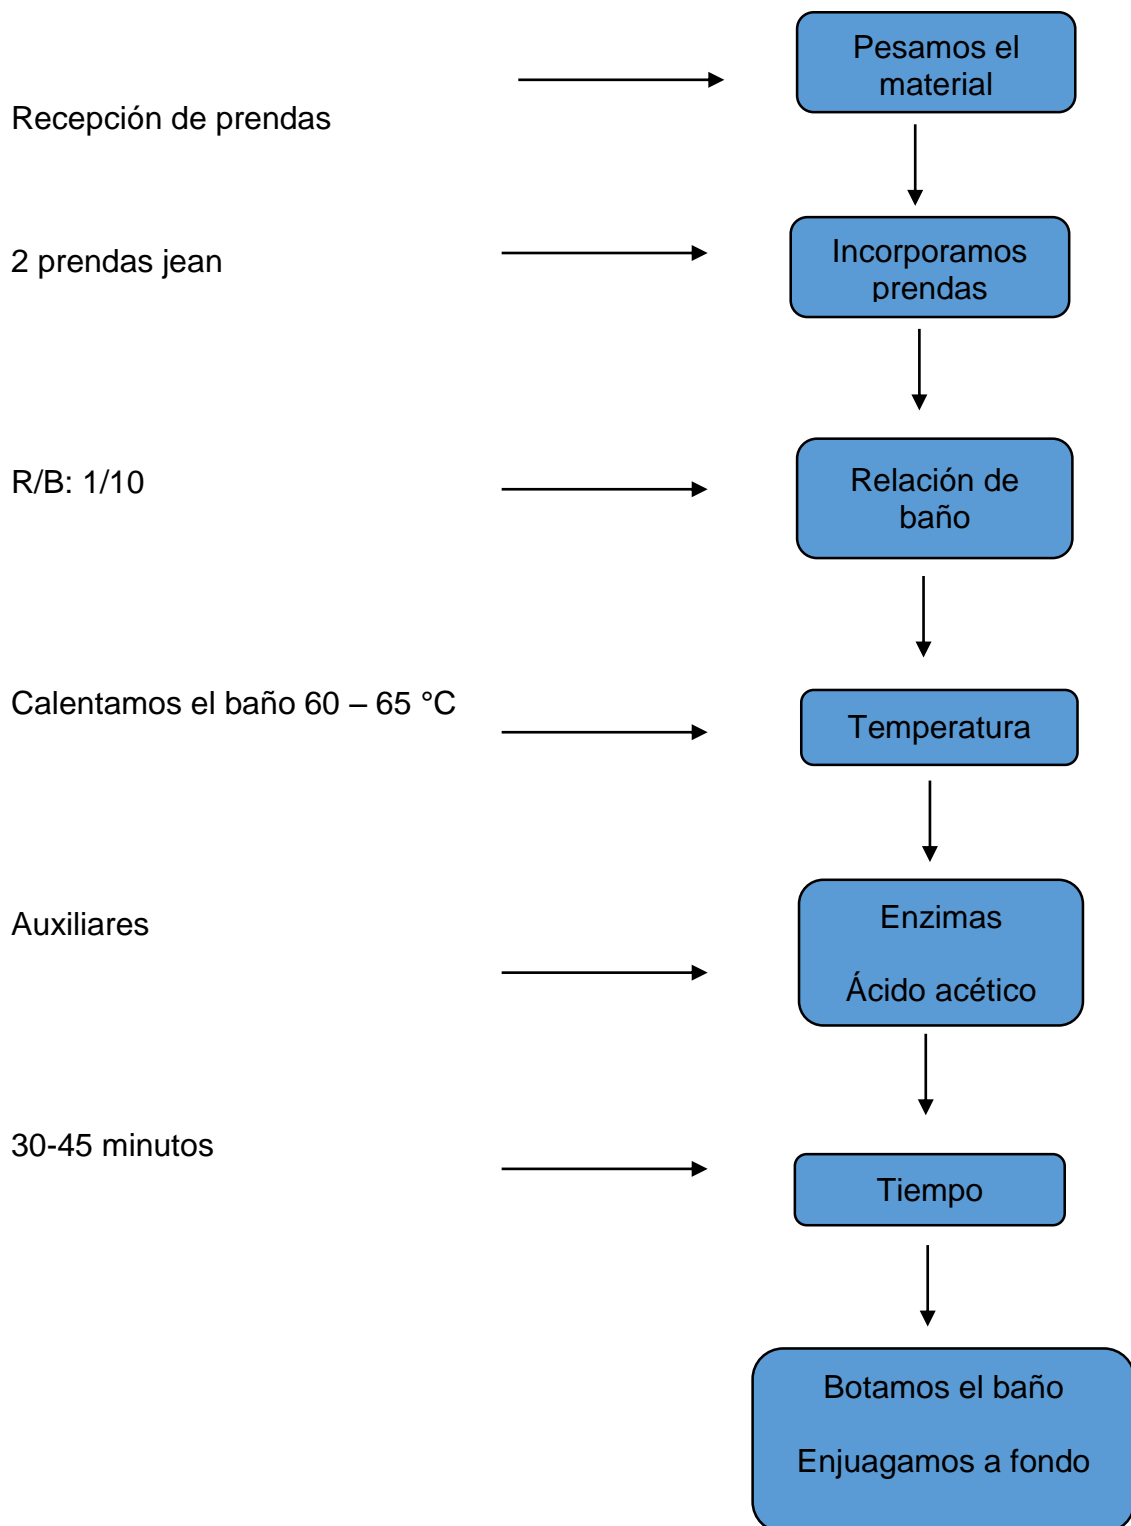 Pesamos el
material
Recepción de prendas
2 prendas jean
Incorporamos
prendas
R/B: 1/10
Relación de
baño
Calentamos el baño 60 – 65 °C
Temperatura
Auxiliares
Enzimas
Ácido acético
30-45 minutos
Tiempo
Botamos el baño
Enjuagamos a fondo